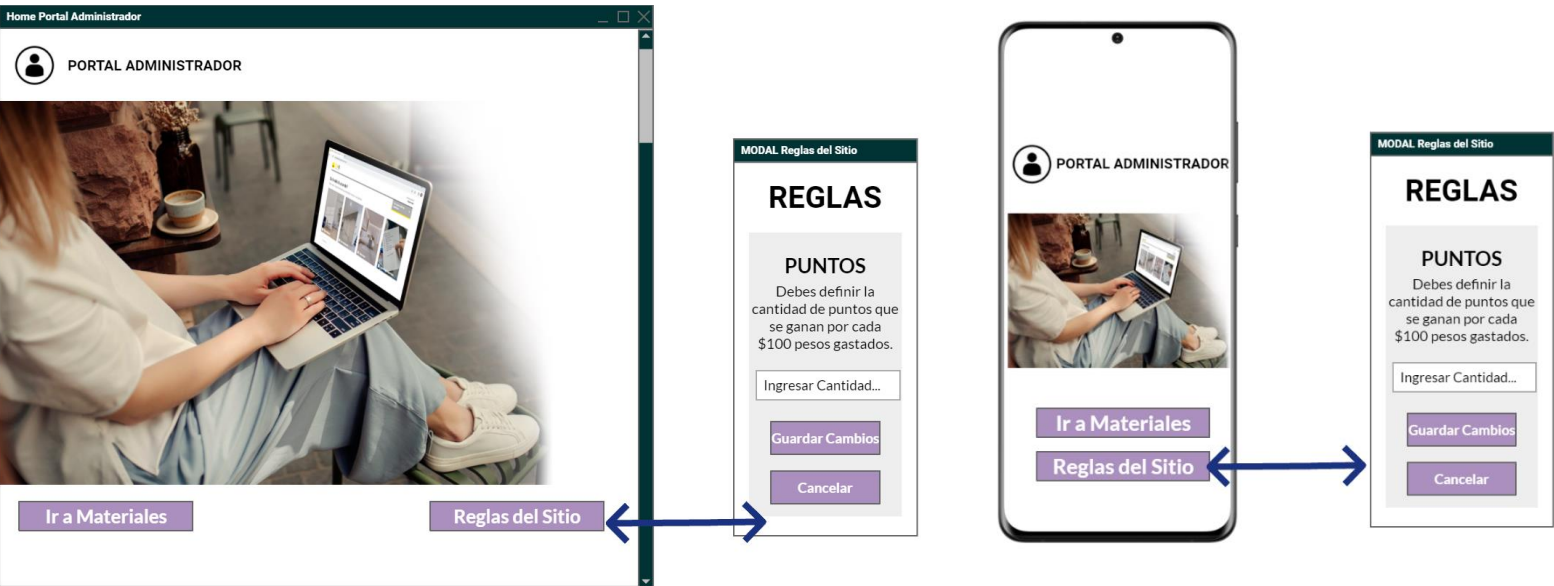 Home Portal Administrador
PORTAL ADMINISTRADOR
Ir a Materiales
Reglas del Sitio
MODAL Reglas del Sitio
REGLAS
PUNTOS
Debes definir la
cantidad de puntos que
se ganan por cada
$100 pesos gastados.
Ingresar Cantidad...
Guardar Cambios
Cancelar
PORTAL ADMINISTRADOR
Ir a Materiales
Reglas del Sitio
MODAL Reglas del Sitio
REGLAS
PUNTOS
Debes definir la
cantidad de puntos que
se ganan por cada
$100 pesos gastados.
Ingresar Cantidad...
Guardar Cambios
Cancelar